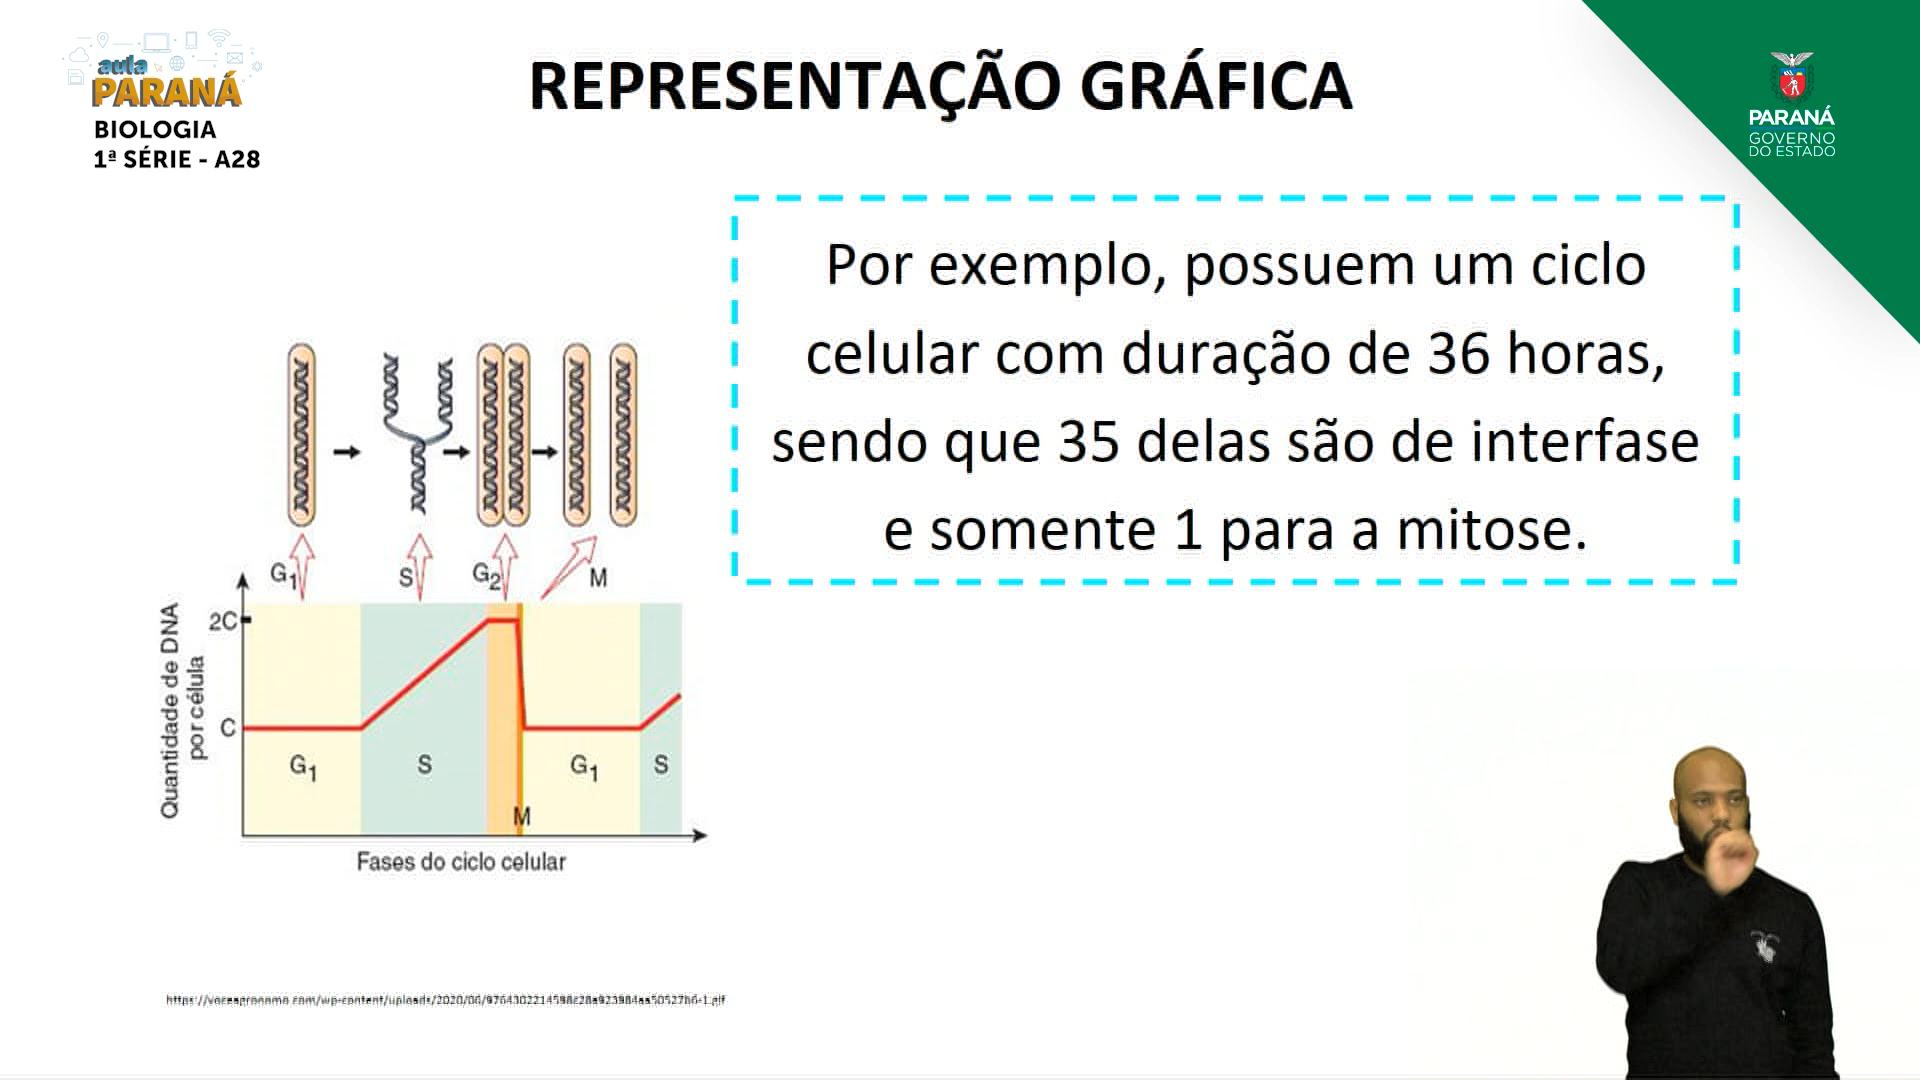 aula
PARANÁ
BIOLOGIA
1ª SÉRIE - A28
REPRESENTAÇÃO GRÁFICA
PARANÁ
GOVERNO
DO ESTADO
Por exemplo, possuem um ciclo
celular com duração de 36 horas,
sendo que 35 delas são de interfase
e somente 1 para a mitose.
G1 S G2 M
Quantidade de DNA
por célula
2C
C
G1 S M G1 S
Fases do ciclo celular